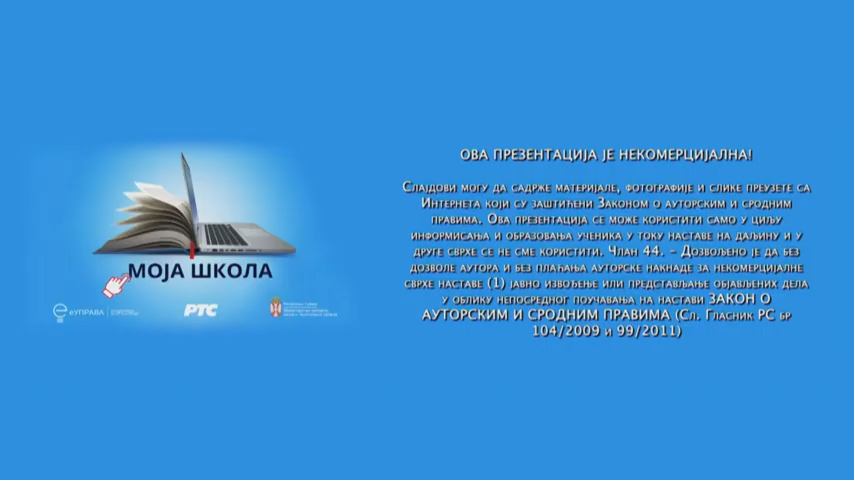 ОВА ПРЕЗЕНТАЦИЈА ЈЕ НЕКОМЕРЦИЈАЛНА!
Слајдови могу да садрже материјале, фотографије и слике преузете са
Интернета који су заштићени Законом о ауторским и сродним
правима. Ова презентација се може користити само у циљу
информисања и образовања ученика у току наставе на даљину и у
друге сврхе се не сме користити. Члан 44. – Дозвољено је да без
дозволе аутора и без плаћања ауторске накнаде за некомерцијалне
сврхе наставе (1) јавно извођење или представљање објављених дела
у облику непосредног поучавања на настави ЗАКОН О
АУТОРСКИМ И СРОДНИМ ПРАВИМА (Сл. Гласник РС бр
104/2009 и 99/2011)
МОЈА ШКОЛА
еУПРАВА
РТС